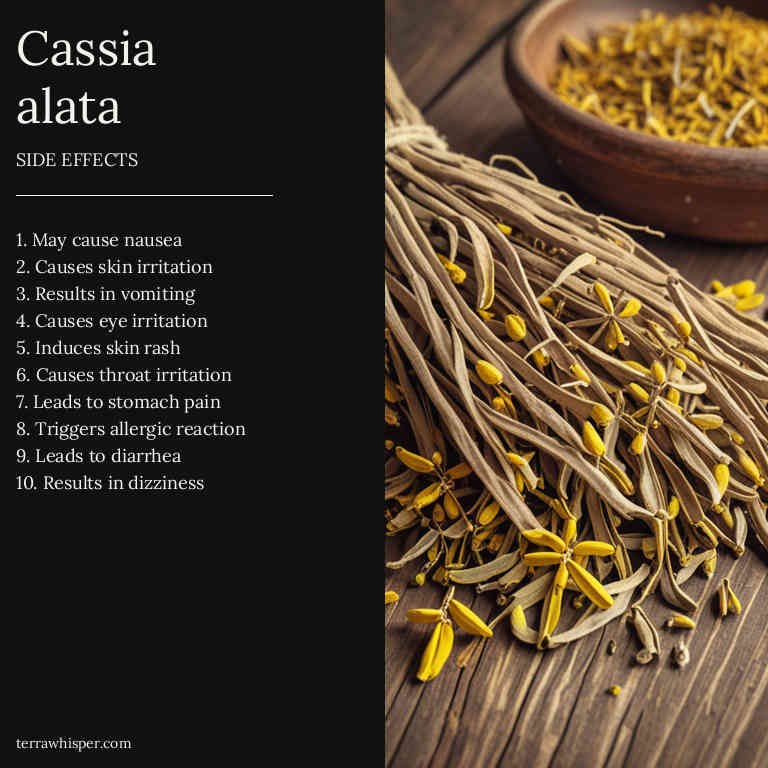 Cassia
alata
SIDE EFFECTS
1. May cause nausea
2. Causes skin irritation
3. Results in vomiting
4. Causes eye irritation
5. Induces skin rash
6. Causes throat irritation
7. Leads to stomach pain
8. Triggers allergic reaction
9. Leads to diarrhea
10. Results in dizziness
terrawhisper.com